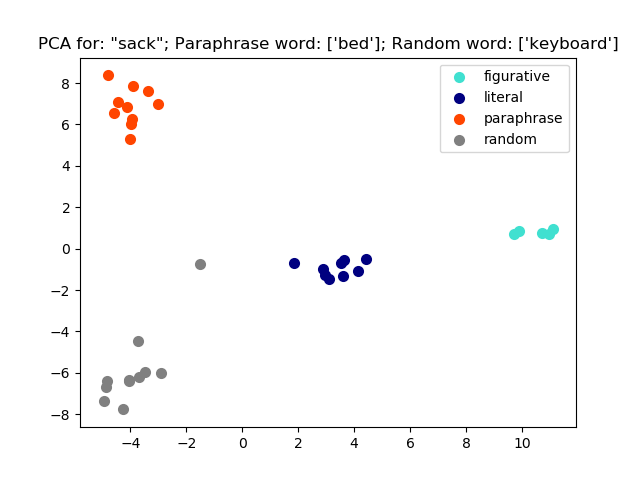 PCA for: "sack"; Paraphrase word: ['bed']; Random word: ['keyboard']
figurative
literal
paraphrase
random
8
6
4
2
0
−2
−4
−6
−8
−4 −2 0 2 4 6 8 10